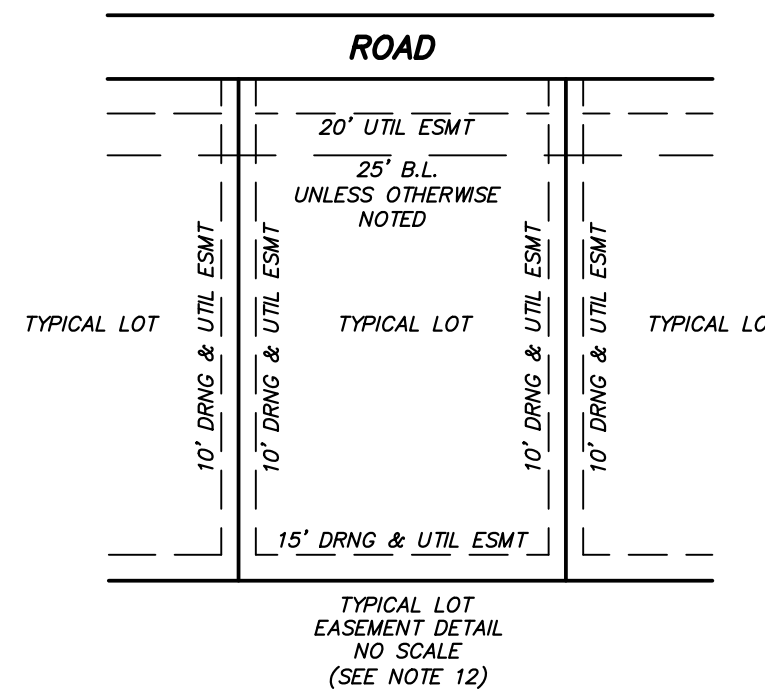 ROAD
20' UTIL ESMT
25' B.L.
UNLESS OTHERWISE
NOTED
10' DRNG & UTIL ESMT
10' DRNG & UTIL ESMT
10' DRNG & UTIL ESMT
10' DRNG & UTIL ESMT
TYPICAL LOT
TYPICAL LOT
TYPICAL LO
15' DRNG & UTIL ESMT
TYPICAL LOT
EASEMENT DETAIL
NO SCALE
(SEE NOTE 12)